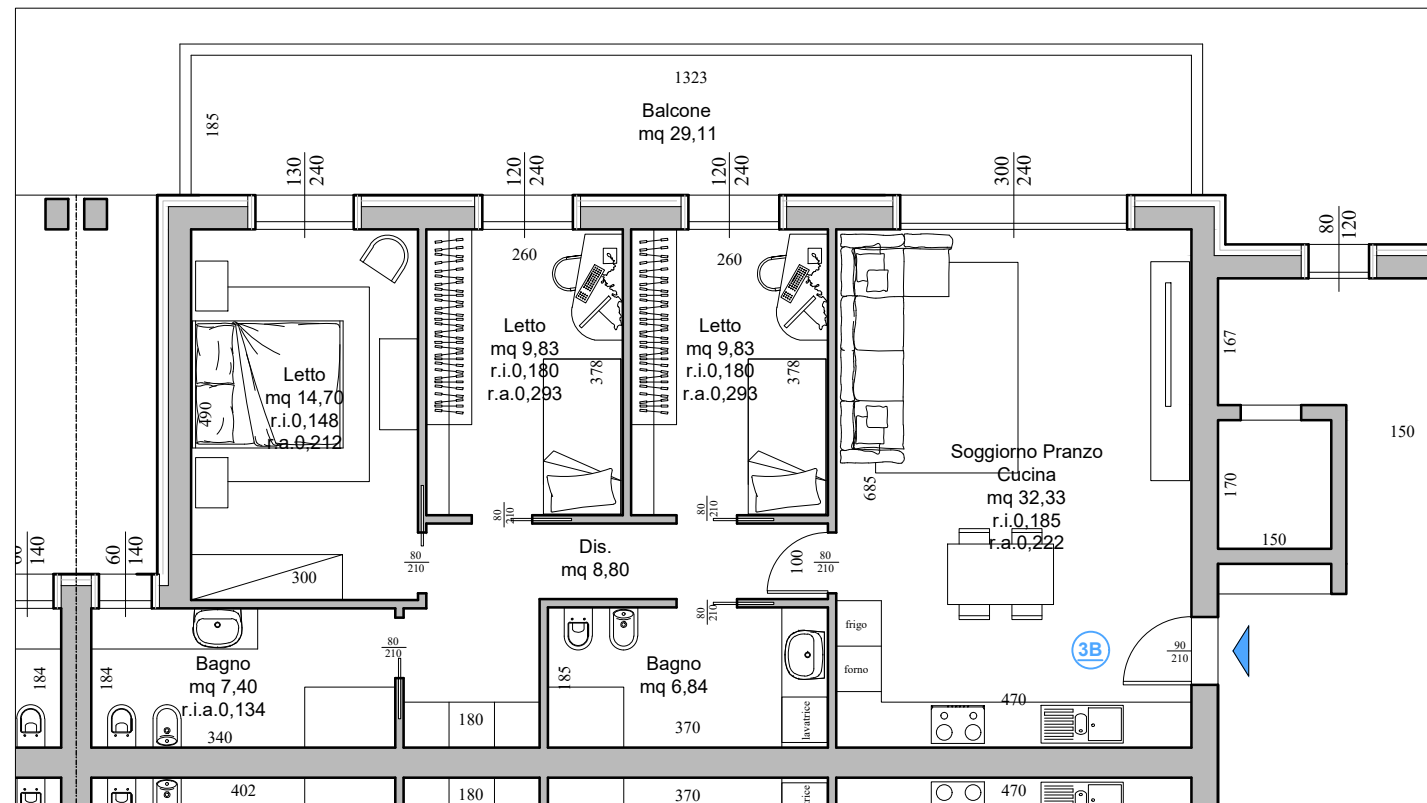 1323
Balcone
mq 29,11
185
130
240
120
240
120
240
300
240
80
120
260
260
Letto
mq 9,83
r.i.0,180
r.a.0,293
378
Letto
mq 9,83
r.i.0,180
r.a.0,293
378
Letto
mq 14,70
r.i.0,148
r.a.0,212
490
167
150
Soggiorno Pranzo
Cucina
mq 32,33
r.i.0,185
r.a.0,222
685
170
150
80
210
80
210
60
140
60
140
Dis.
mq 8,80
80
210
100
80
210
300
80
210
frigo
forno
3B
90
210
80
210
184
184
Bagno
mq 7,40
r.i.a.0,134
340
185
Bagno
mq 6,84
370
180
lavatrice
470
402
180
370
470